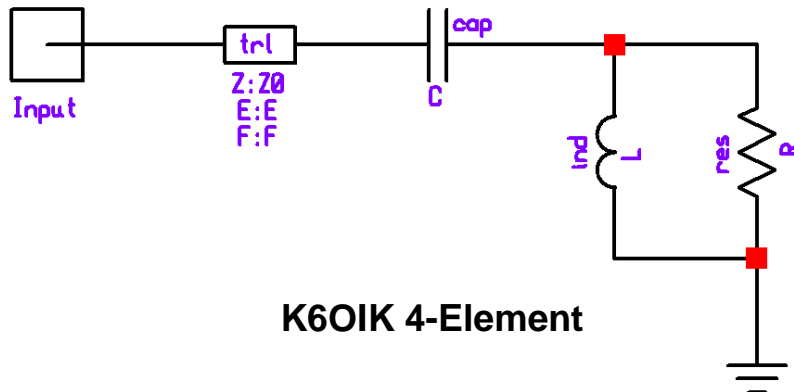 Input
trl
Z:Z0
E:E
F:F
cap
C
ind
L
res
R
K6OIK 4-Element